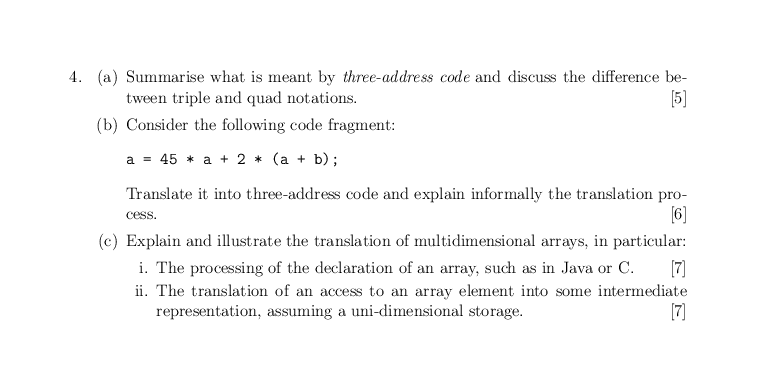 4. (a) Summarise what is meant by three-address code and discuss the difference be-
tween triple and quad notations. [5]
(b) Consider the following code fragment:
a = 45 * a + 2 * (a + b);
Translate it into three-address code and explain informally the translation pro-
cess. [6]
(c) Explain and illustrate the translation of multidimensional arrays, in particular:
i. The processing of the declaration of an array, such as in Java or C. [7]
ii. The translation of an access to an array element into some intermediate
representation, assuming a uni-dimensional storage. [7]